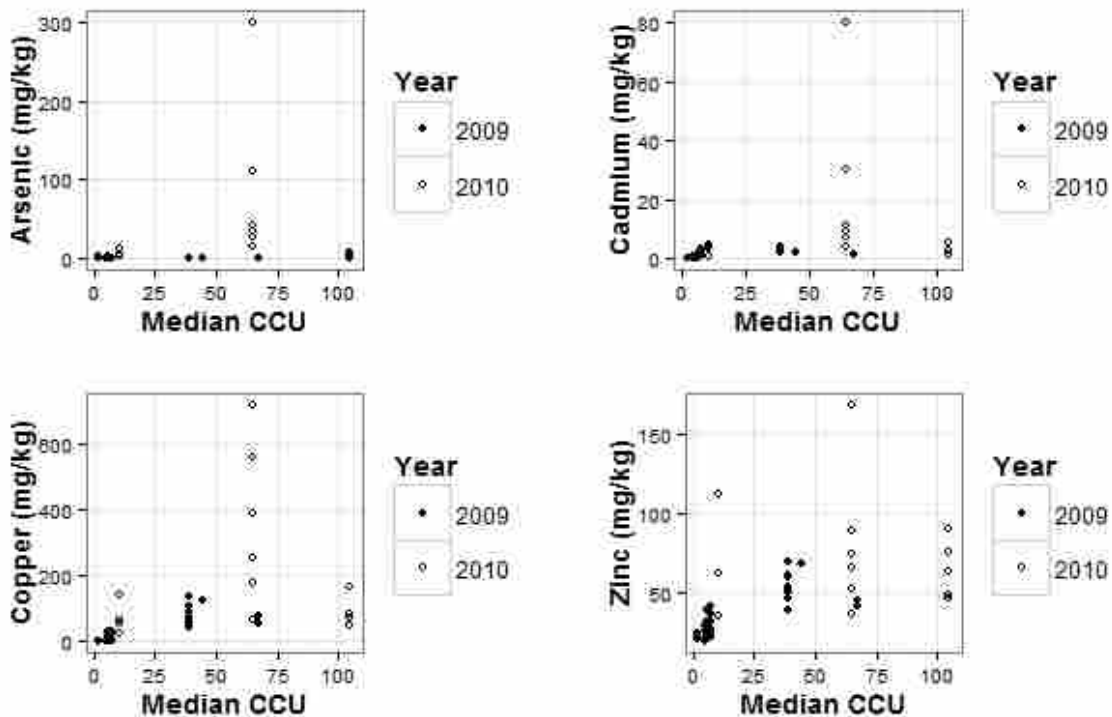 Arsenic (mg/kg)
300
200
100
0
0 25 50 75 100
Median CCU
Year
2009
2010
Cadmium (mg/kg)
80
60
40
20
0
0 25 50 75 100
Median CCU
Year
2009
2010
Copper (mg/kg)
600
400
200
0
0 25 50 75 100
Median CCU
Year
2009
2010
Zinc (mg/kg)
150
100
50
0 25 50 75 100
Median CCU
Year
2009
2010